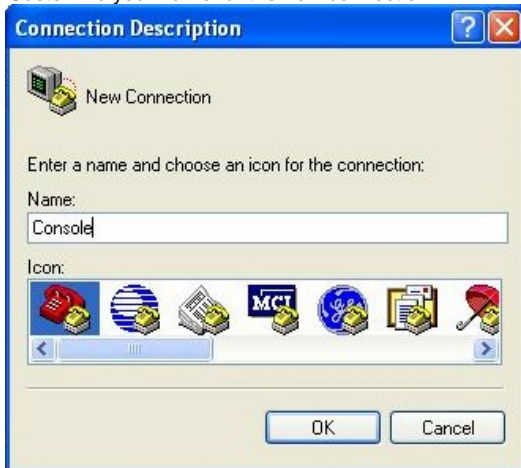 Connection Description
New Connection
Enter a name and choose an icon for the connection:
Name:
Console
Icon:
MCI
OK
Cancel